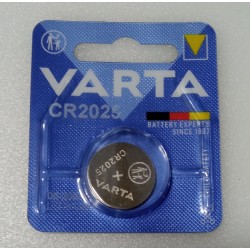 VARTA
CR2025
BATTERY EXPERTS
SINCE 1887
CR2025
+
VARTA